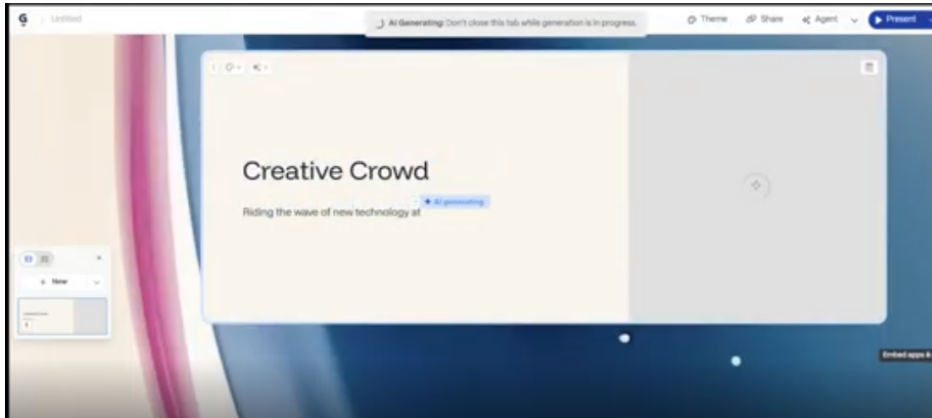 G
Untitled
AI Generating: Don't close this tab while generation is in progress.
Theme
Share
Agent
Present
Creative Crowd
AI generating
Riding the wave of new technology at
+ New
Embed apps &